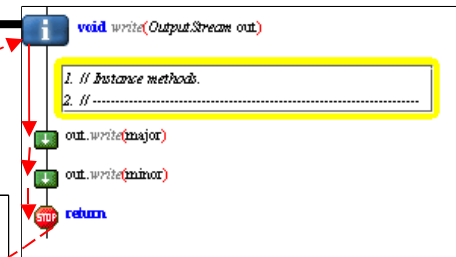 void write(OutputStream out)
1. // Instance methods.
2. // ------------------------------------------------------------------------
out.write(major)
out.write(minor)
STOP return